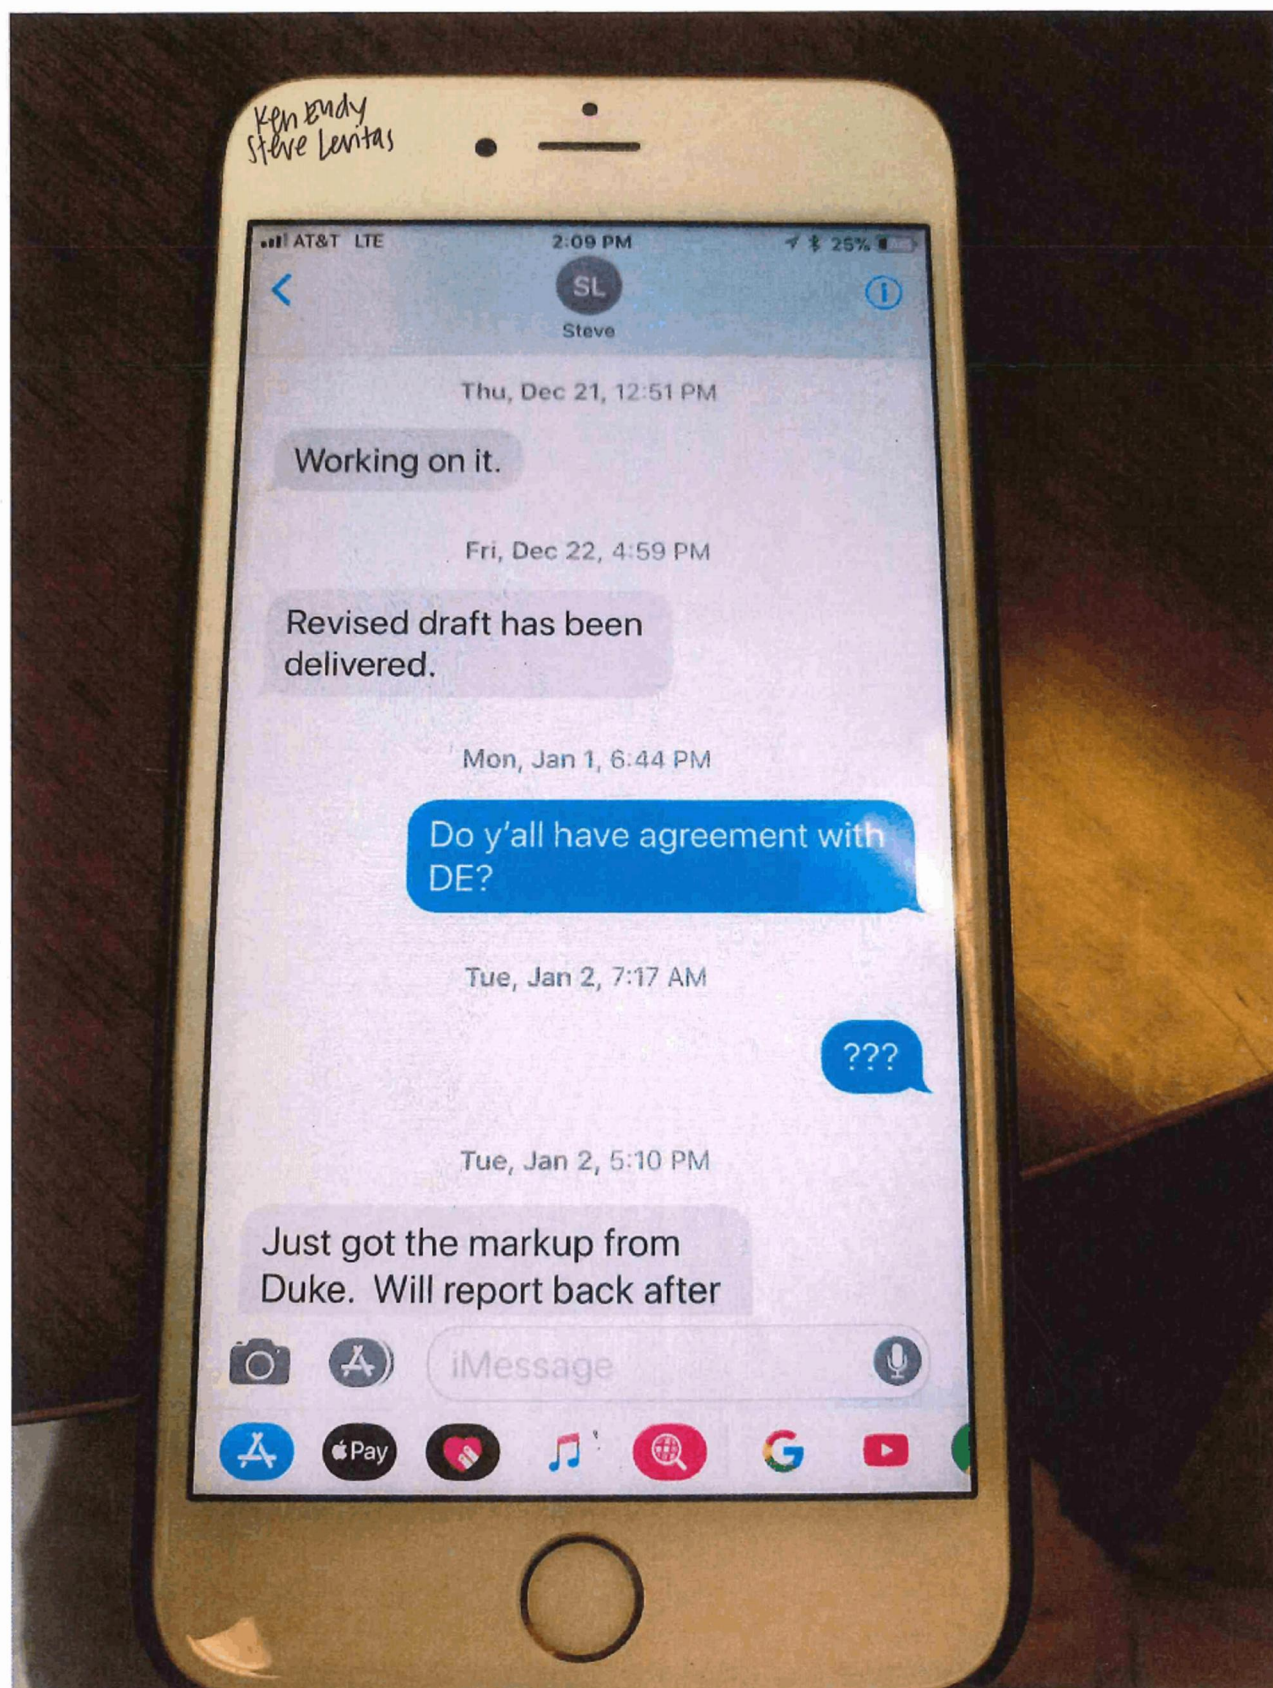 Ken Eudy
Steve Levitas
AT&T LTE
2:09 PM
25%
SL
Steve
Thu, Dec 21, 12:51 PM
Working on it.
Fri, Dec 22, 4:59 PM
Revised draft has been
delivered.
Mon, Jan 1, 6:44 PM
Do y'all have agreement with
DE?
Tue, Jan 2, 7:17 AM
???
Tue, Jan 2, 5:10 PM
Just got the markup from
Duke. Will report back after
iMessage
Pay
G